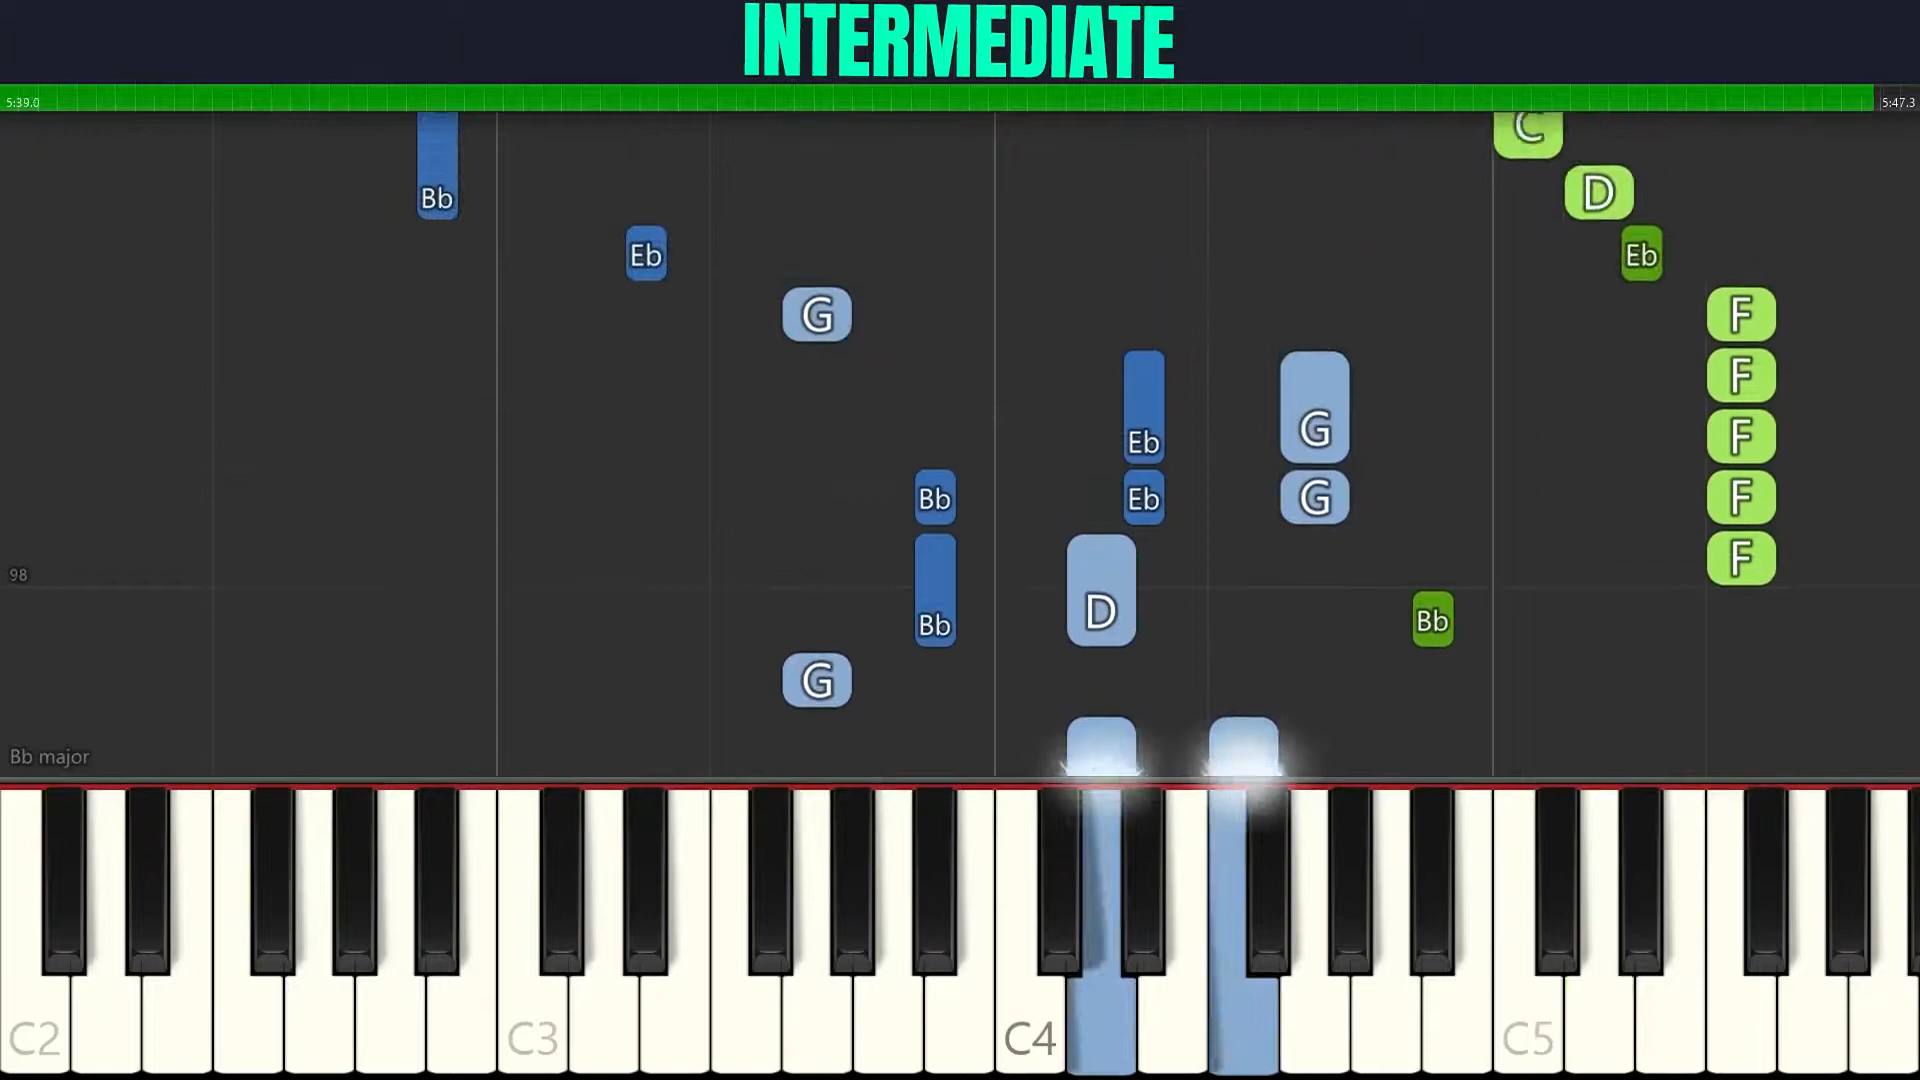 INTERMEDIATE
5:39.0 5:47.3
C
Bb D
Eb Eb
G F
F
Eb G F
Bb Eb G F
F
98
Bb D Bb
G
Bb major
C2 C3 C4 C5